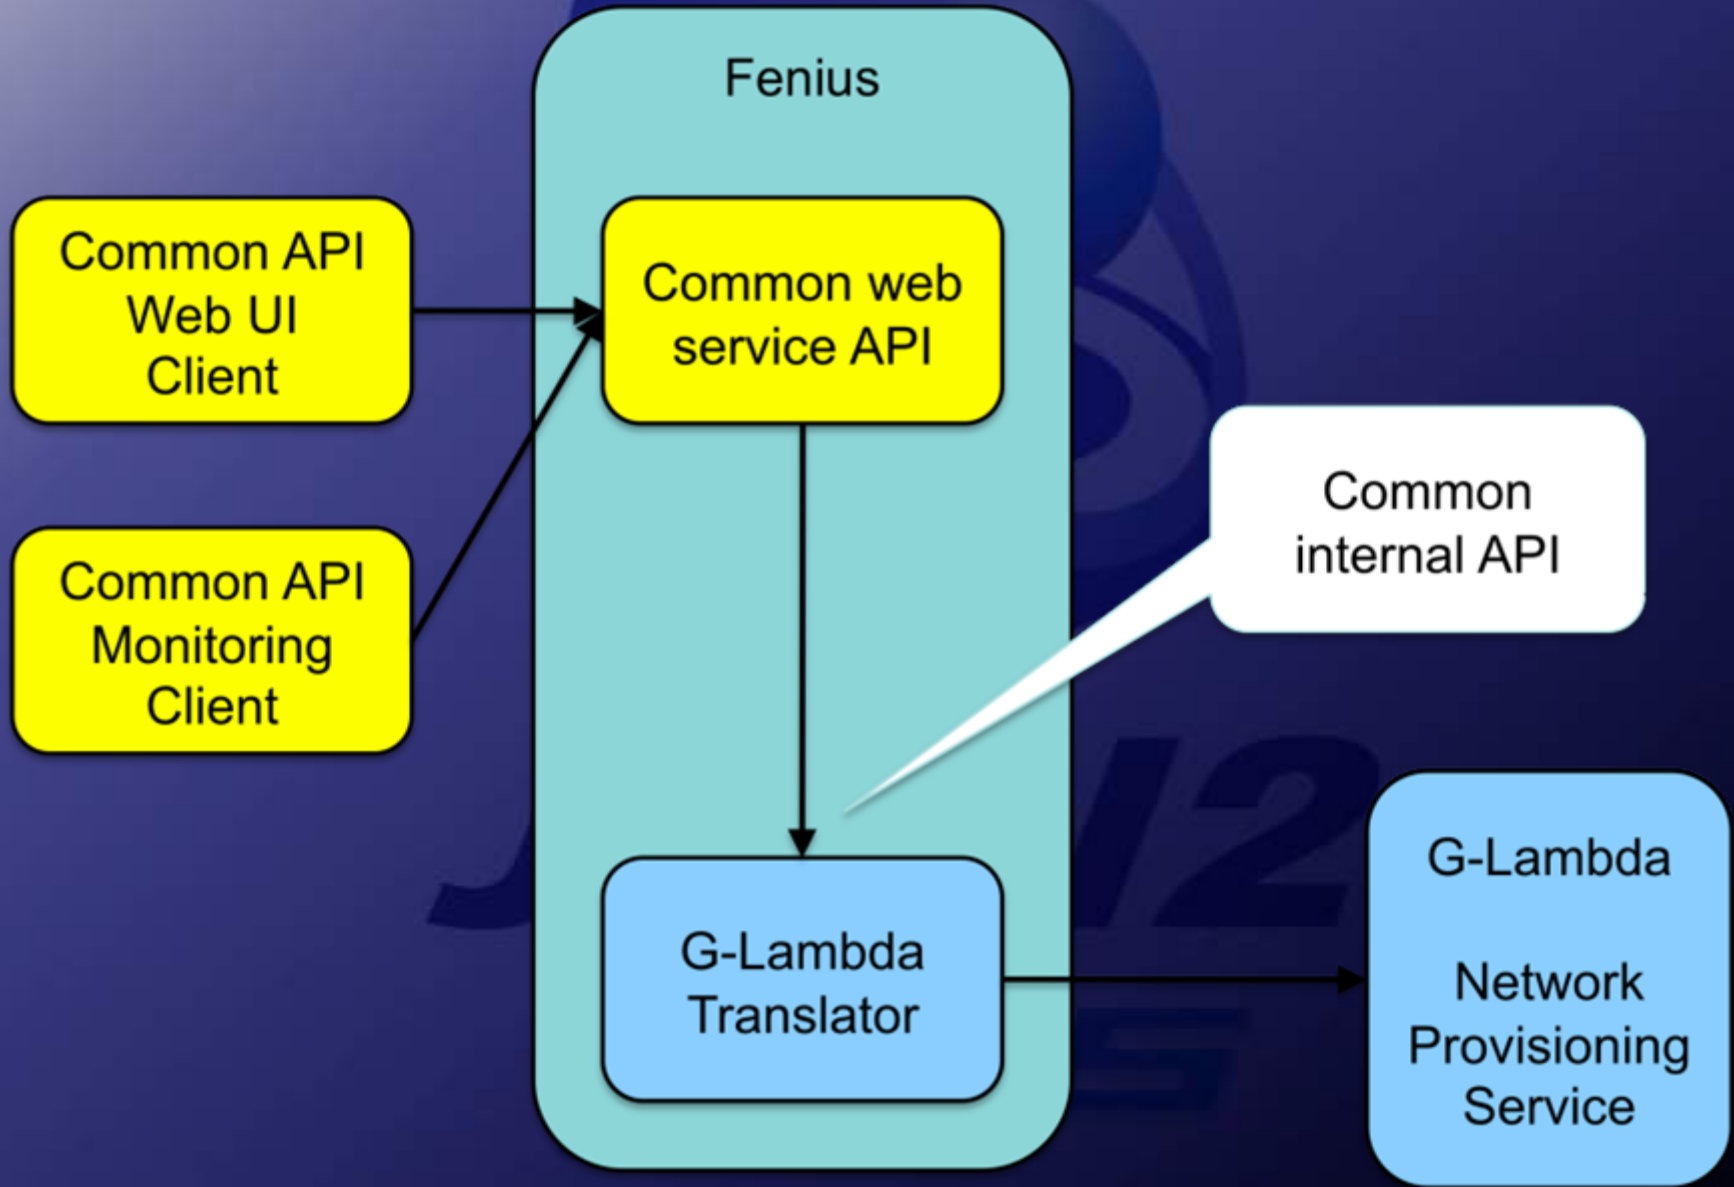 Fenius
Common API
Web UI
Client
Common web
service API
Common
internal API
Common API
Monitoring
Client
G-Lambda
Translator
G-Lambda
Network
Provisioning
Service